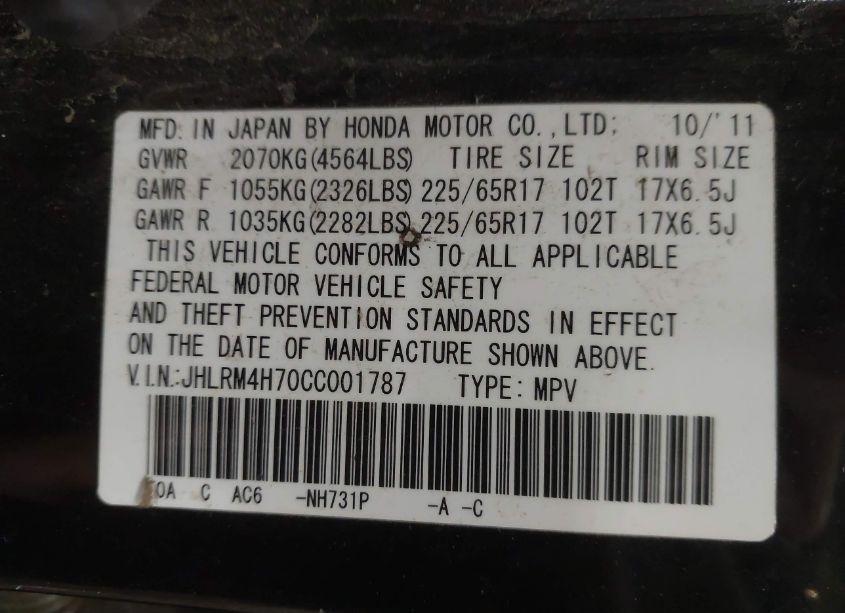 MFD. IN JAPAN BY HONDA MOTOR CO.,LTD. 10/'11
GVWR 2070KG(4564LBS) TIRE SIZE RIM SIZE
GAWR F 1055KG(2326LBS) 225/65R17 102T 17X6.5J
GAWR R 1035KG(2282LBS) 225/65R17 102T 17X6.5J
THIS VEHICLE CONFORMS TO ALL APPLICABLE
FEDERAL MOTOR VEHICLE SAFETY
AND THEFT PREVENTION STANDARDS IN EFFECT
ON THE DATE OF MANUFACTURE SHOWN ABOVE.
V.I.N.:JHLRM4H70CC001787 TYPE: MPV
C AC6 -NH731P -A -C